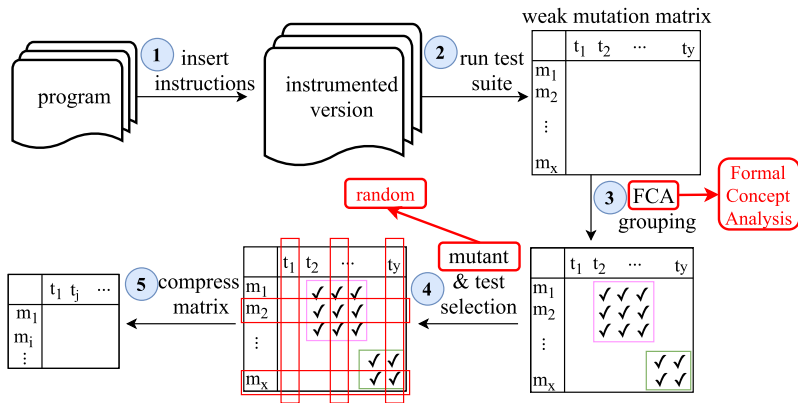 weak mutation matrix
1 insert
instructions
program
instrumented
version
2 run test
suite
t1 t2 ... ty
m1
m2
⋮
mx
3 FCA
grouping
Formal
Concept
Analysis
random
mutant
& test
selection
4
t1 t2 ... ty
m1
m2
⋮
mx
t1 t2 ... ty
m1
m2
⋮
mx
5 compress
matrix
t1 tj ...
m1
mi
⋮